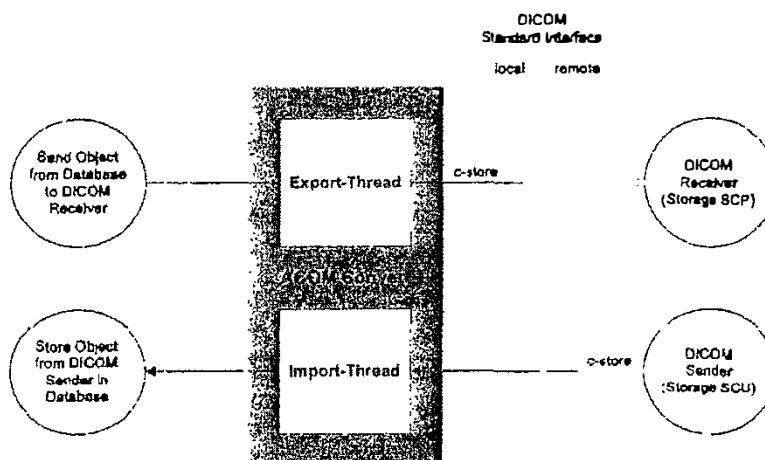 DICOM
Standard Interface
local remote
Send Object
from Database
to DICOM
Receiver
Export-Thread
c-store
DICOM
Receiver
(Storage SCP)
Store Object
from DICOM
Sender in
Database
Import-Thread
c-store
DICOM
Sender
(Storage SCU)